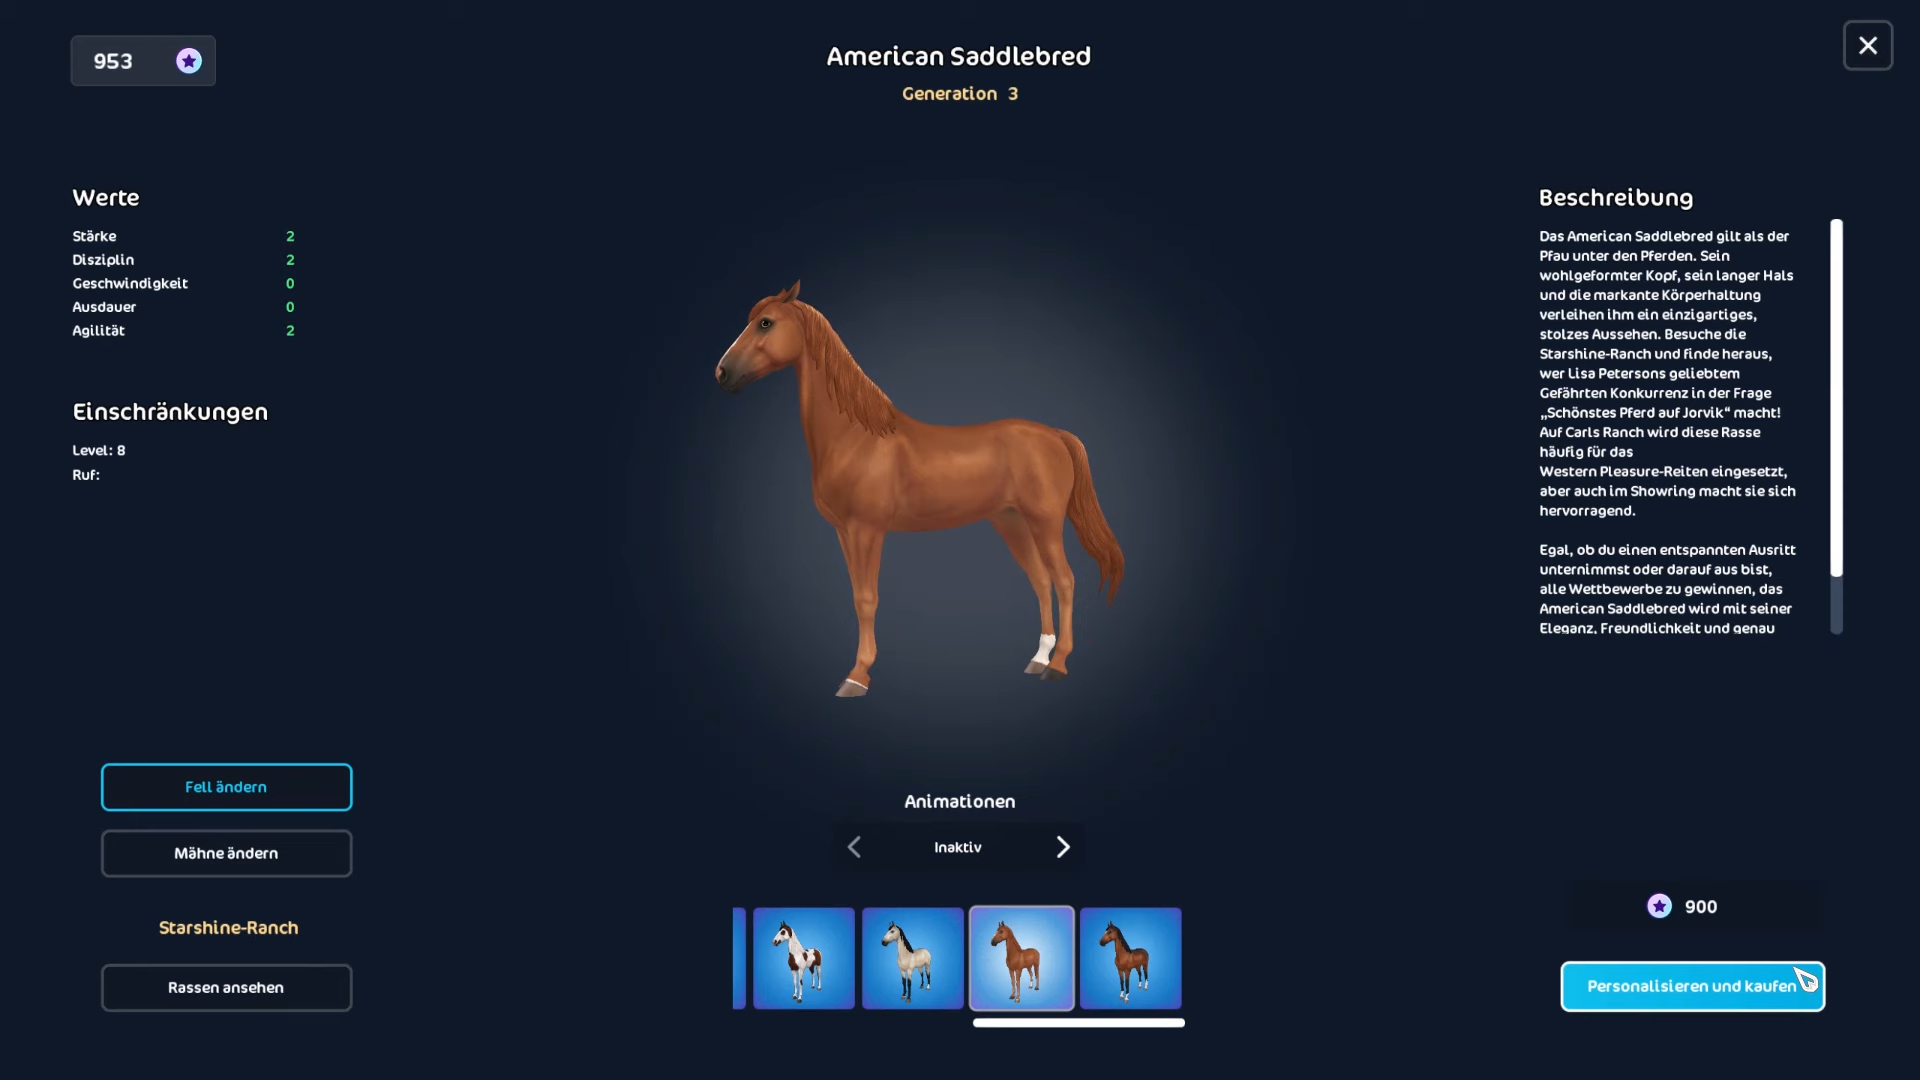 953
American Saddlebred
Generation 3
Werte
Stärke 2
Disziplin 2
Geschwindigkeit 0
Ausdauer 0
Agilität 2
Einschränkungen
Level: 8
Ruf:
Beschreibung
Das American Saddlebred gilt als der
Pfau unter den Pferden. Sein
wohlgeformter Kopf, sein langer Hals
und die markante Körperhaltung
verleihen ihm ein einzigartiges,
stolzes Aussehen. Besuche die
Starshine-Ranch und finde heraus,
wer Lisa Petersons geliebtem
Gefährten Konkurrenz in der Frage
„Schönstes Pferd auf Jorvik“ macht!
Auf Carls Ranch wird diese Rasse
häufig für das
Western Pleasure-Reiten eingesetzt,
aber auch im Showring macht sie sich
hervorragend.
Egal, ob du einen entspannten Ausritt
unternimmst oder darauf aus bist,
alle Wettbewerbe zu gewinnen, das
American Saddlebred wird mit seiner
Eleganz, Freundlichkeit und genau
Fell ändern
Mähne ändern
Starshine-Ranch
Rassen ansehen
Animationen
Inaktiv
900
Personalisieren und kaufen